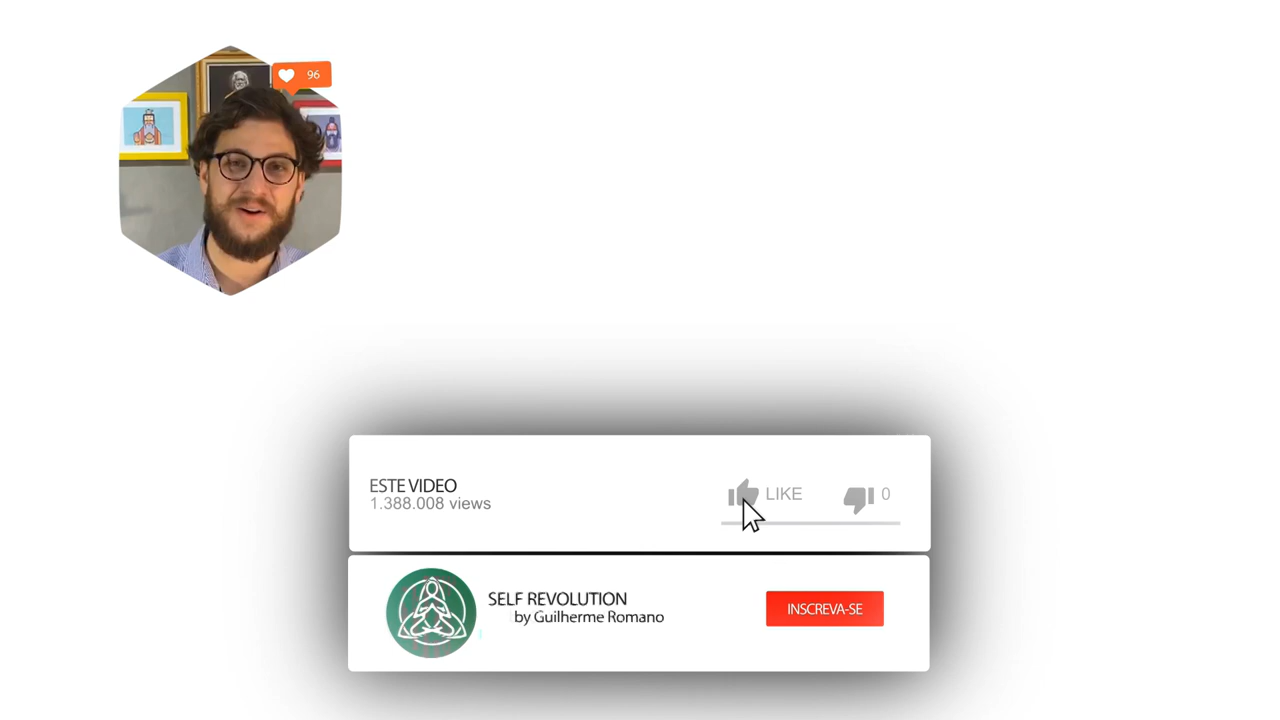 96
ESTE VIDEO
1.388.008 views
LIKE
0
SELF REVOLUTION
by Guilherme Romano
INSCREVA-SE